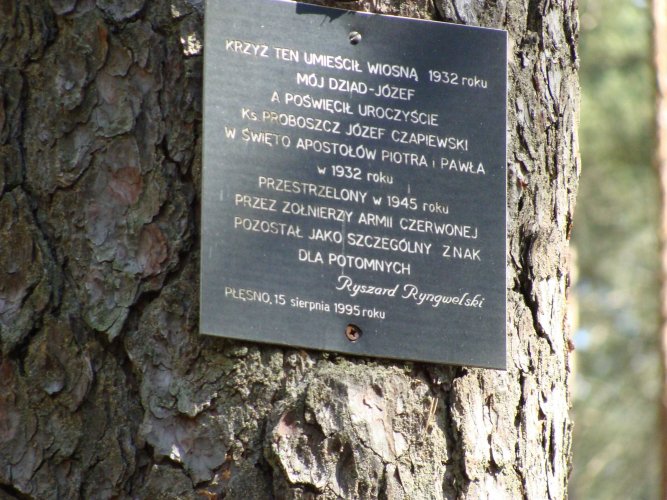 KRZYŻ TEN UMIEŚCIŁ WIOSNĄ 1932 roku
MÓJ DZIAD-JÓZEF
A POŚWIĘCIŁ UROCZYŚCIE
Ks. PROBOSZCZ JÓZEF CZAPIEWSKI
W ŚWIĘTO APOSTOŁÓW PIOTRA i PAWŁA
w 1932 roku
PRZESTRZELONY w 1945 roku
PRZEZ ŻOŁNIERZY ARMII CZERWONEJ
POZOSTAŁ JAKO SZCZEGÓLNY ZNAK
DLA POTOMNYCH
Ryszard Ryngwelski
PŁĘSNO, 15 sierpnia 1995 roku